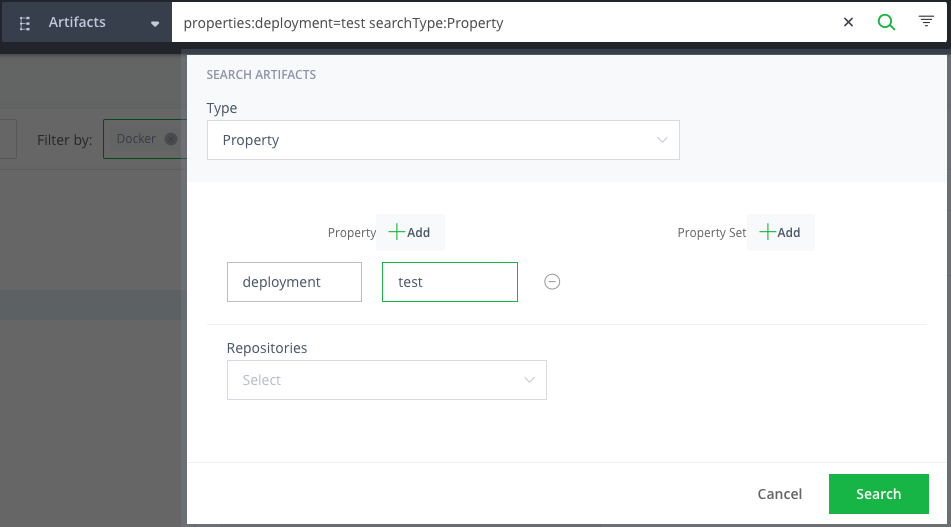 Artifacts
properties:deployment=test searchType:Property
SEARCH ARTIFACTS
Type
Property
Filter by:
Docker
Property
Add
Property Set
Add
deployment
test
Repositories
Select
Cancel
Search